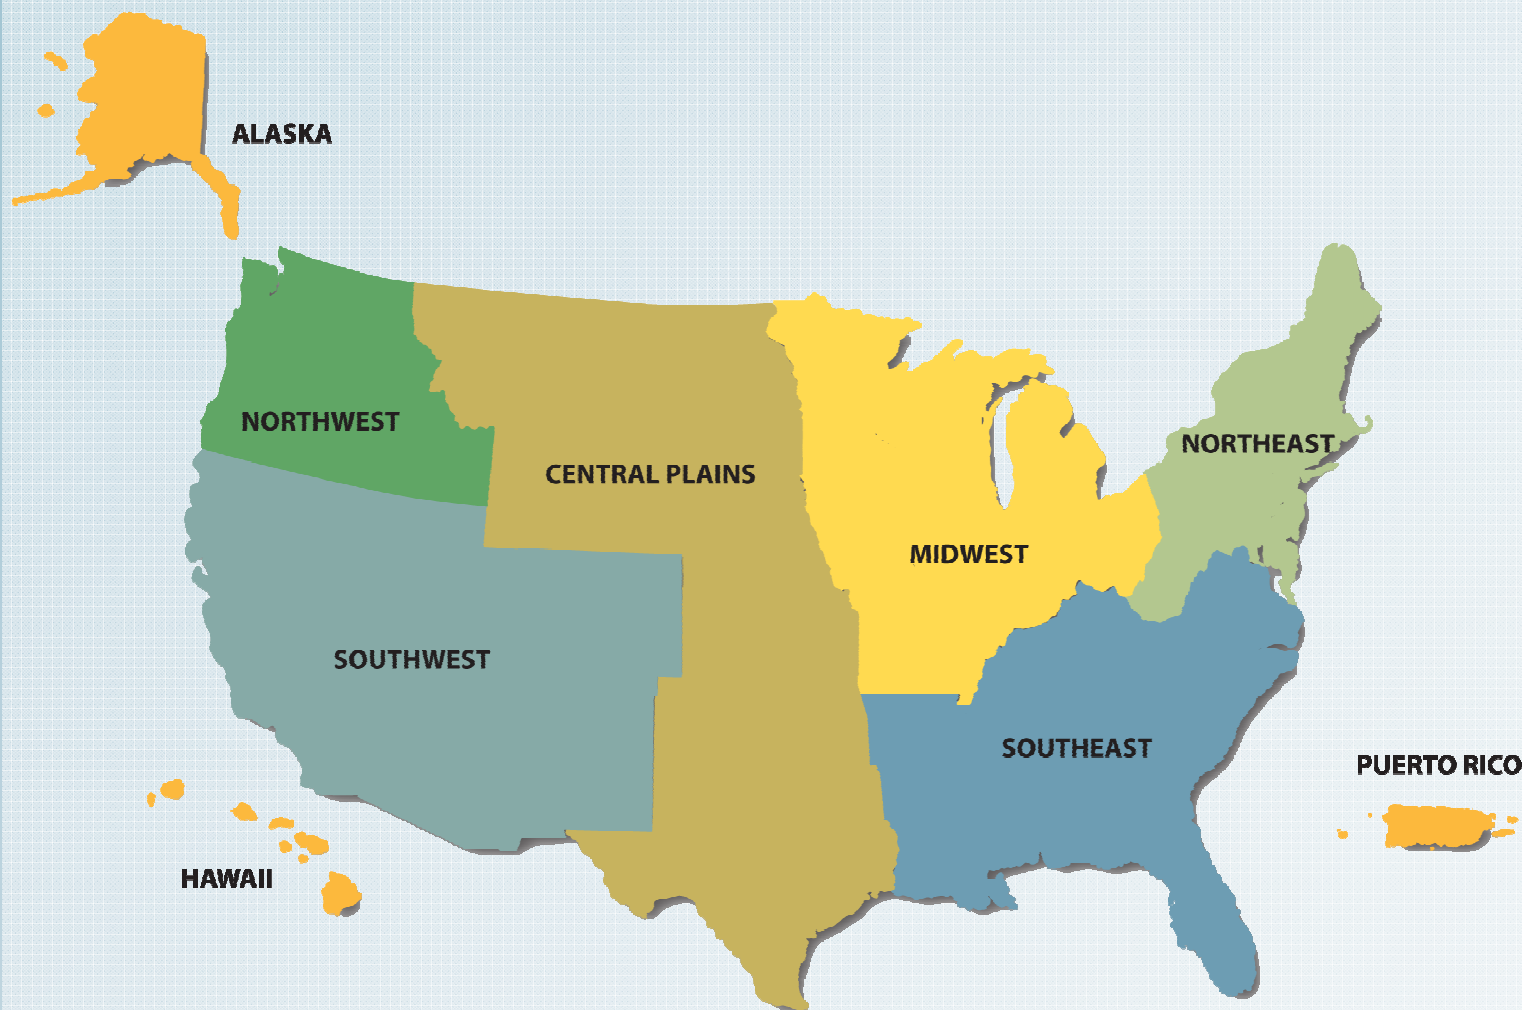 ALASKA
NORTHWEST
NORTHEAST
CENTRAL PLAINS
MIDWEST
SOUTHWEST
SOUTHEAST
PUERTO RICO
HAWAII